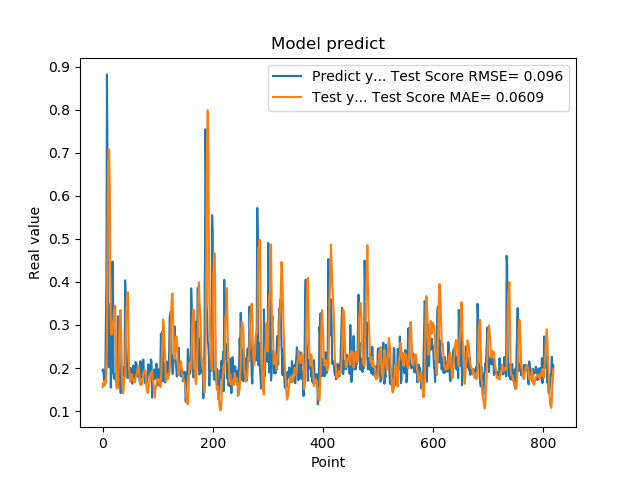 Model predict
Predict y... Test Score RMSE= 0.096
Test y... Test Score MAE= 0.0609
Real value
0.9
0.8
0.7
0.6
0.5
0.4
0.3
0.2
0.1
0
200
400
600
800
Point